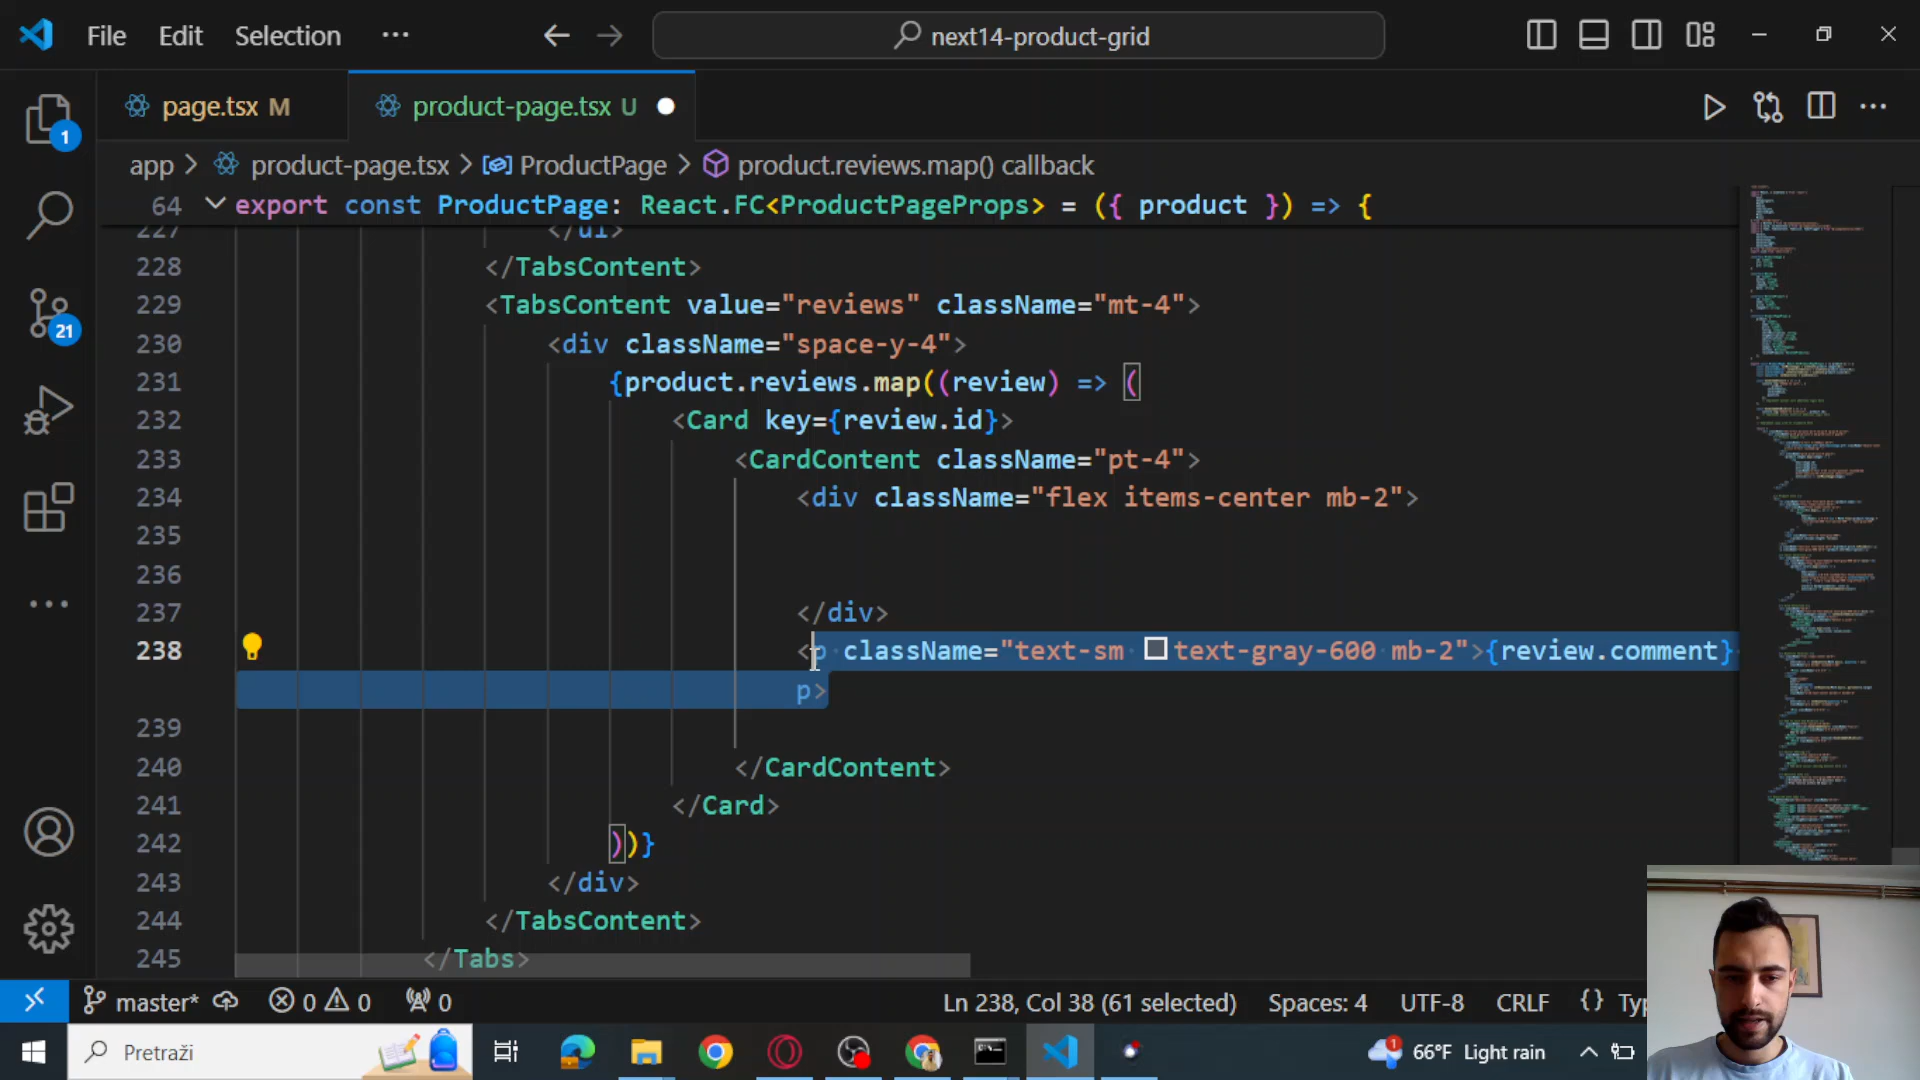 File Edit Selection ··· next14-product-grid
page.tsx M product-page.tsx U
app > product-page.tsx > ProductPage > product.reviews.map() callback
64 export const ProductPage: React.FC<ProductPageProps> = ({ product }) => {
227 </ul>
228 </TabsContent>
229 <TabsContent value="reviews" className="mt-4">
230 <div className="space-y-4">
231 {product.reviews.map((review) => (
232 <Card key={review.id}>
233 <CardContent className="pt-4">
234 <div className="flex items-center mb-2">
235
236
237 </div>
238 <p className="text-sm text-gray-600 mb-2">{review.comment}
p>
239
240 </CardContent>
241 </Card>
242 ))}
243 </div>
244 </TabsContent>
245 </Tabs>
1
21
master* 0 0 0 Ln 238, Col 38 (61 selected) Spaces: 4 UTF-8 CRLF {} Typ
Pretraži 1 66°F Light rain